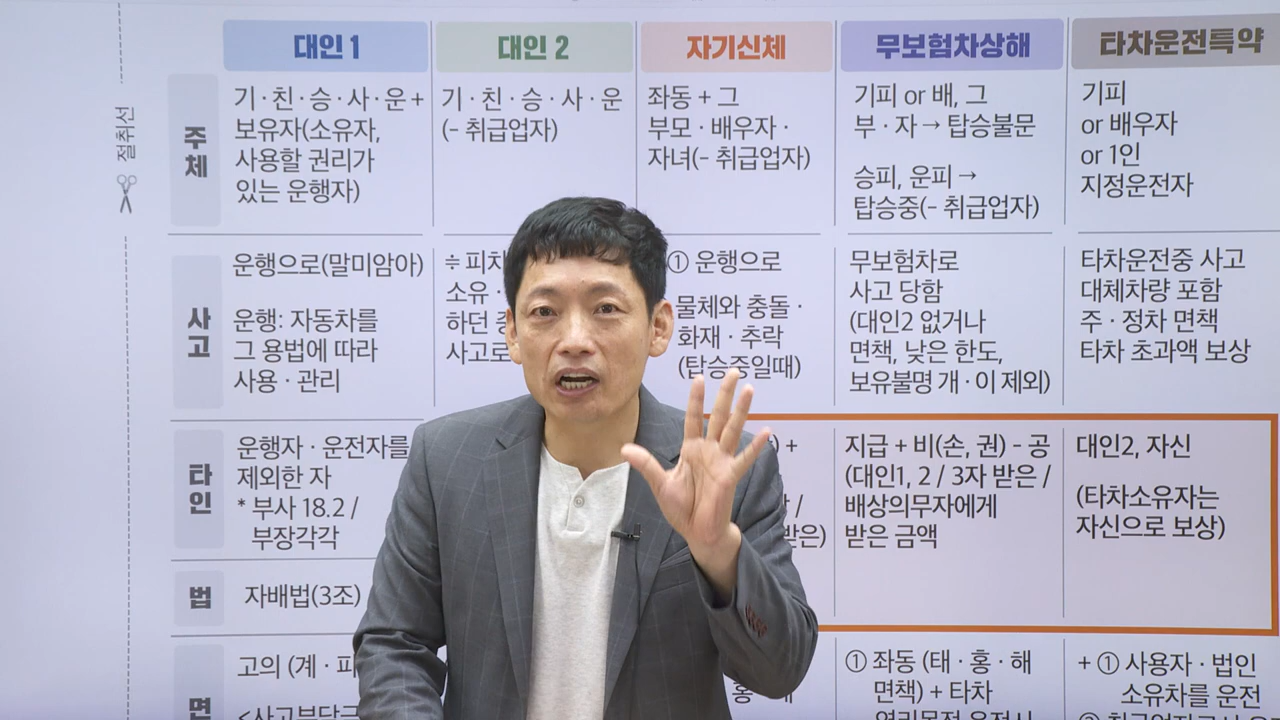 대인 1
대인 2
자기신체
무보험차상해
타차운전특약
절취선
주체
기·친·승·사·운+
보유자(소유자,
사용할 권리가
있는 운행자)
기·친·승·사·운
(- 취급업자)
좌동 + 그
부모·배우자·
자녀(- 취급업자)
기피 or 배, 그
부·자→ 탑승불문
승피, 운피 →
탑승중(- 취급업자)
기피
or 배우자
or 1인
지정운전자
사고
운행으로(말미암아)
운행: 자동차를
그 용법에 따라
사용·관리
≑ 피차
소유·
하던 중
사고로
① 운행으로
물체와 충돌·
화재·추락
(탑승중일때)
무보험차로
사고 당함
(대인2 없거나
면책, 낮은 한도,
보유불명 개·이 제외)
타차운전중 사고
대체차량 포함
주·정차 면책
타차 초과액 보상
타인
운행자·운전자를
제외한 자
* 부사 18.2 /
부장각각
) +
/
받은)
지급 + 비(손, 권) - 공
(대인1, 2 / 3자 받은 /
배상의무자에게
받은 금액
대인2, 자신
(타차소유자는
자신으로 보상)
법
자배법(3조)
면
고의 (계·피
<사고부담금
① 좌동 (태·홍·해
면책) + 타차
영리목적 운전시
+ ① 사용자·법인
소유차를 운전